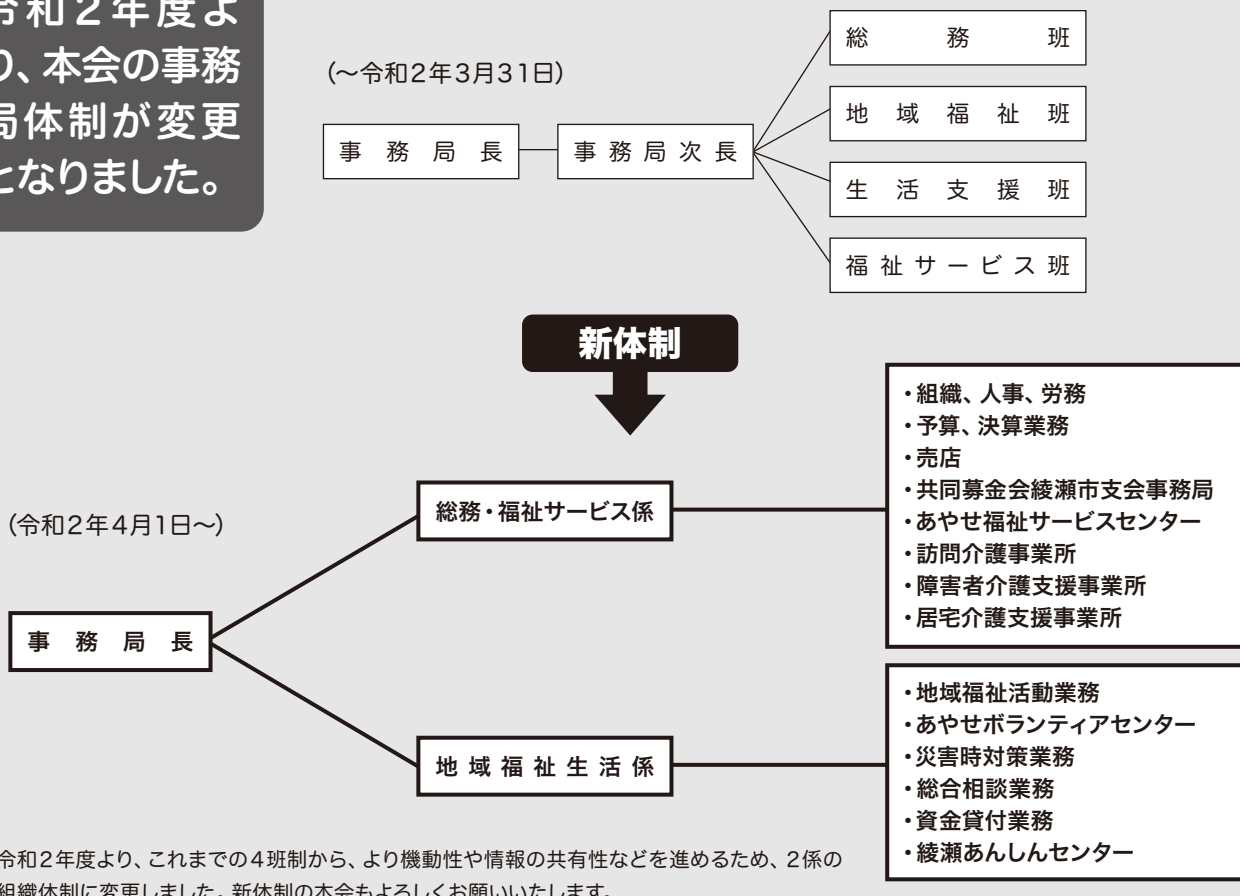 令和2年度よ
り、本会の事務
局体制が変更
となりました。
(～令和2年3月31日)
事務局長
事務局次長
総務班
地域福祉班
生活支援班
福祉サービス班
新体制
(令和2年4月1日～)
事務局長
総務・福祉サービス係
・組織、人事、労務
・予算、決算業務
・売店
・共同募金会綾瀬市支会事務局
・あやせ福祉サービスセンター
・訪問介護事業所
・障害者介護支援事業所
・居宅介護支援事業所
地域福祉生活係
・地域福祉活動業務
・あやせボランティアセンター
・災害時対策業務
・総合相談業務
・資金貸付業務
・綾瀬あんしんセンター
令和2年度より、これまでの4班制から、より機動性や情報の共有性などを進めるため、2係の
組織体制に変更しました。新体制の本会もよろしくお願いいたします。